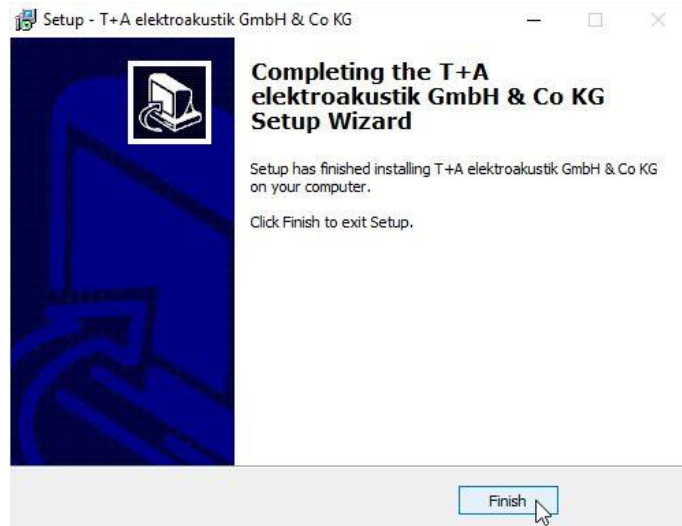 Setup - T+A elektroakustik GmbH & Co KG
Completing the T+A
elektroakustik GmbH & Co KG
Setup Wizard
Setup has finished installing T+A elektroakustik GmbH & Co KG
on your computer.
Click Finish to exit Setup.
Finish